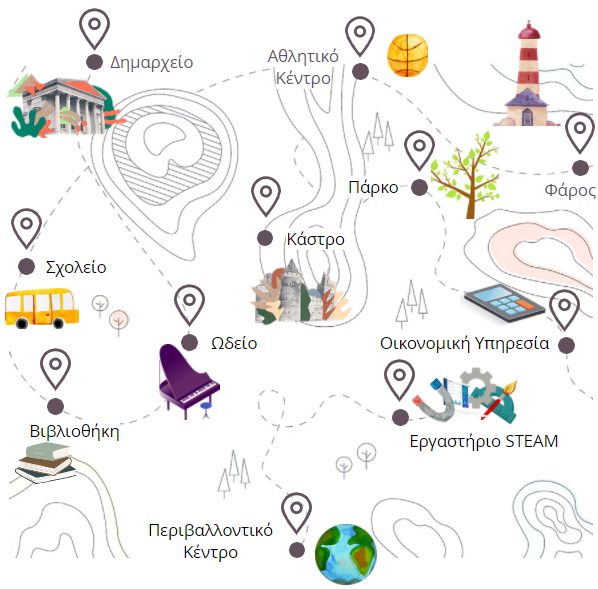 Δημαρχείο
Αθλητικό
Κέντρο
Πάρκο
Φάρος
Κάστρο
Σχολείο
Ωδείο
Οικονομική Υπηρεσία
Βιβλιοθήκη
Εργαστήριο STEAM
Περιβαλλοντικό
Κέντρο